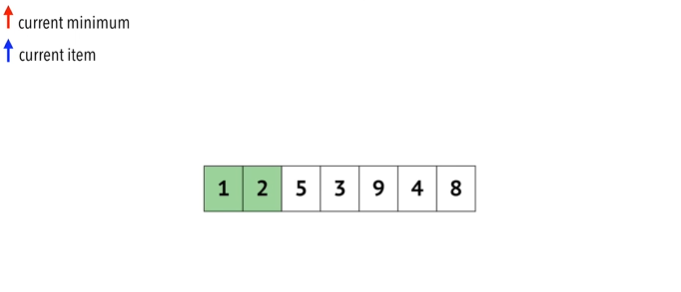 current minimum
current item
1 2 5 3 9 4 8